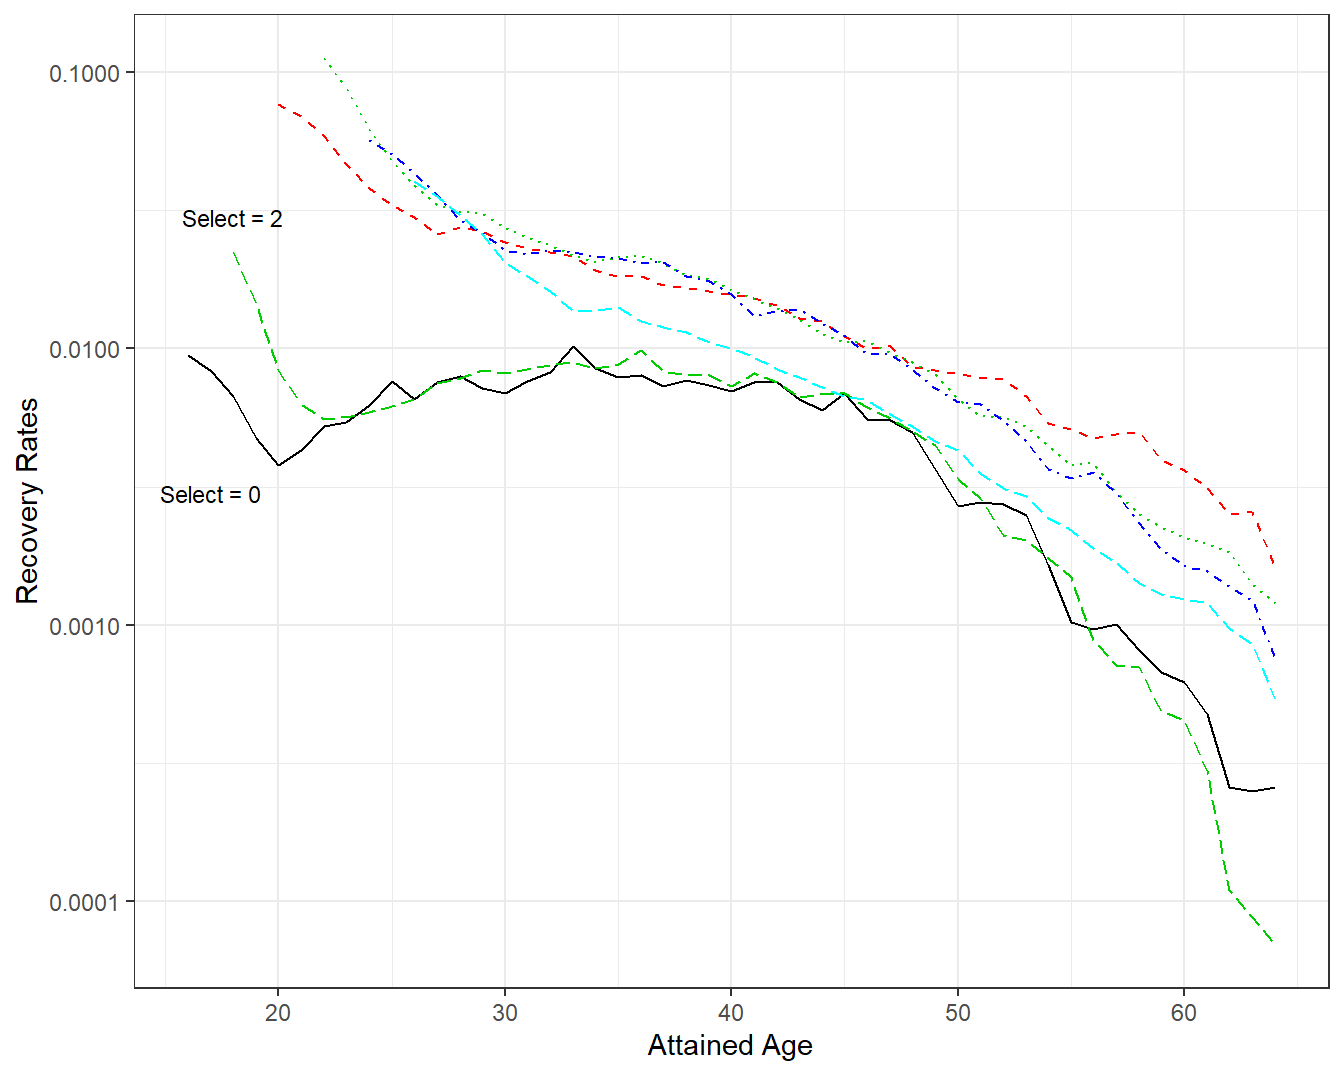 0.1000
0.0100
0.0010
0.0001
Recovery Rates
Select = 2
Select = 0
20 30 40 50 60
Attained Age